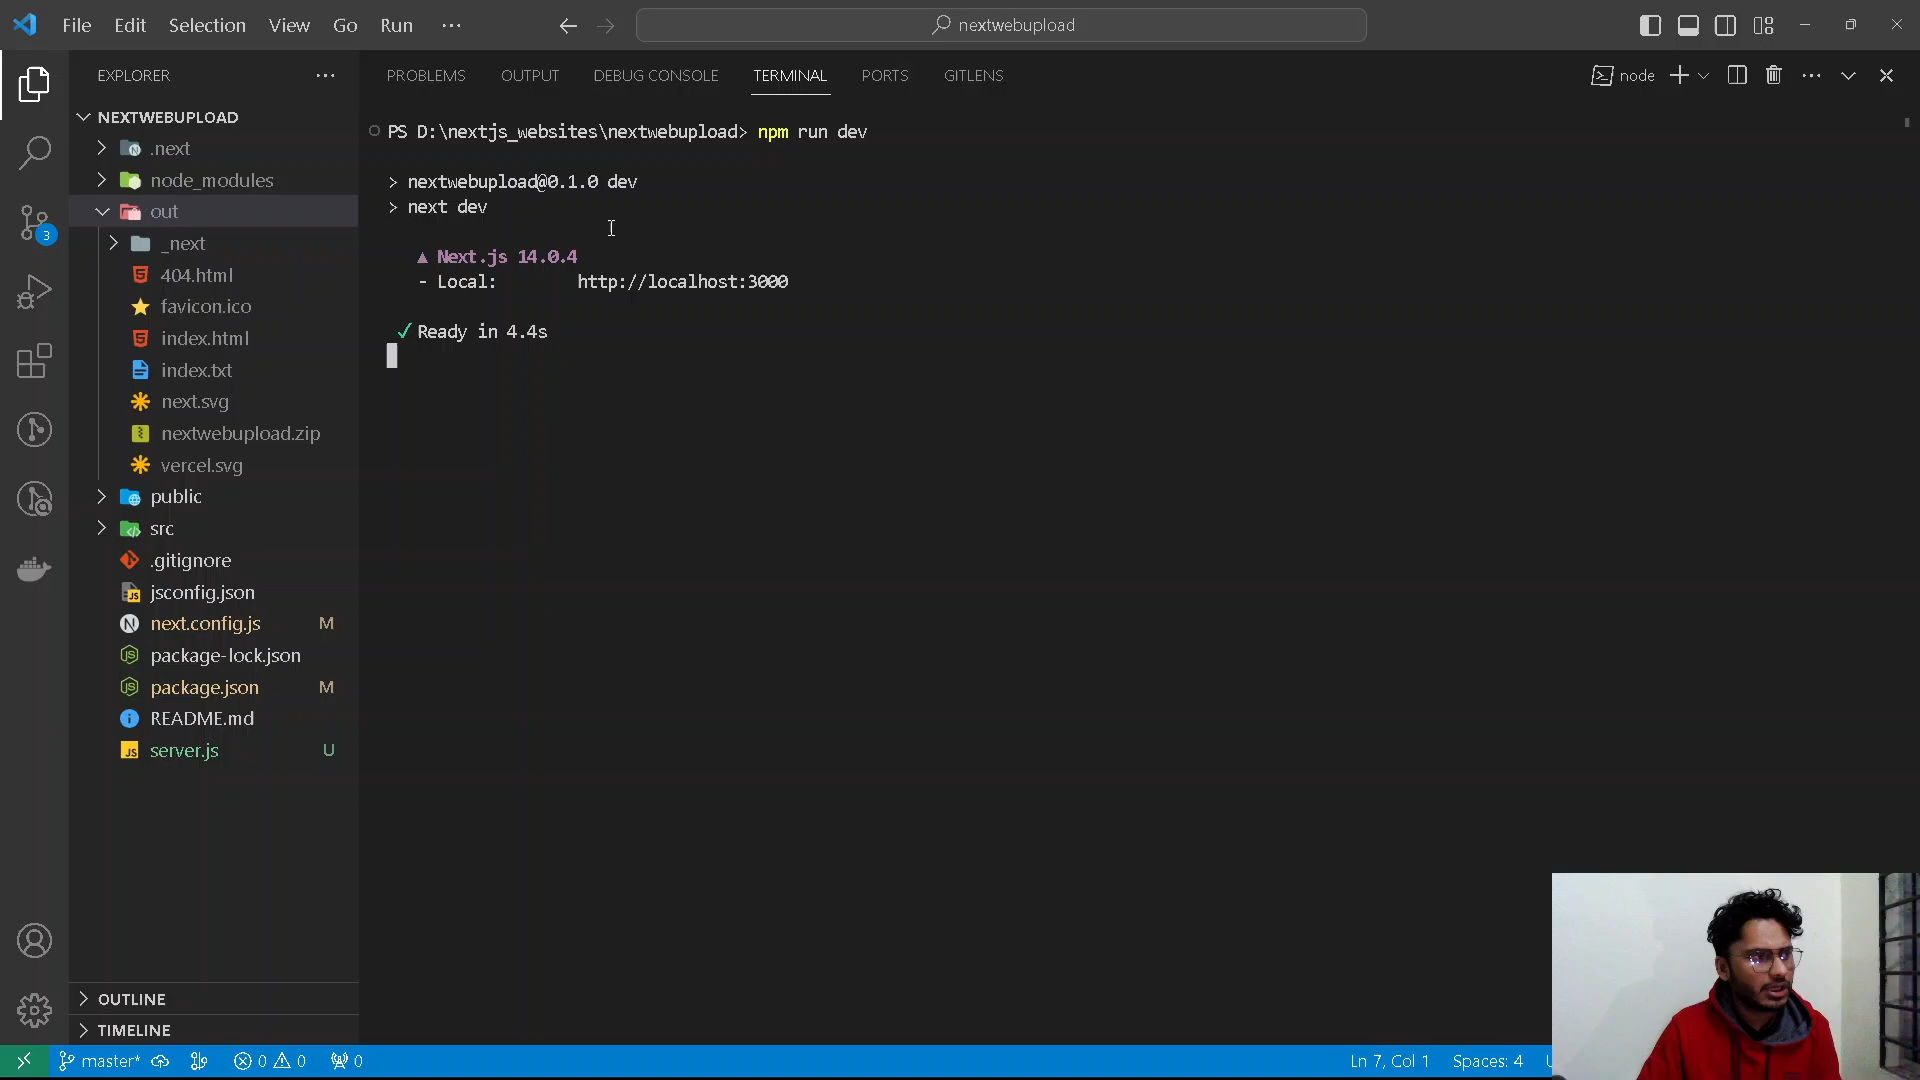 File Edit Selection View Go Run ···
nextwebupload
EXPLORER ···
PROBLEMS OUTPUT DEBUG CONSOLE TERMINAL PORTS GITLENS
node
NEXTWEBUPLOAD
.next
node_modules
out
_next
404.html
favicon.ico
index.html
index.txt
next.svg
nextwebupload.zip
vercel.svg
public
src
.gitignore
jsconfig.json
next.config.js M
package-lock.json
package.json M
README.md
server.js U
OUTLINE
TIMELINE
PS D:\nextjs_websites\nextwebupload> npm run dev
> nextwebupload@0.1.0 dev
> next dev
▲ Next.js 14.0.4
- Local: http://localhost:3000
✓ Ready in 4.4s
3
master* 0 0 0
Ln 7, Col 1 Spaces: 4